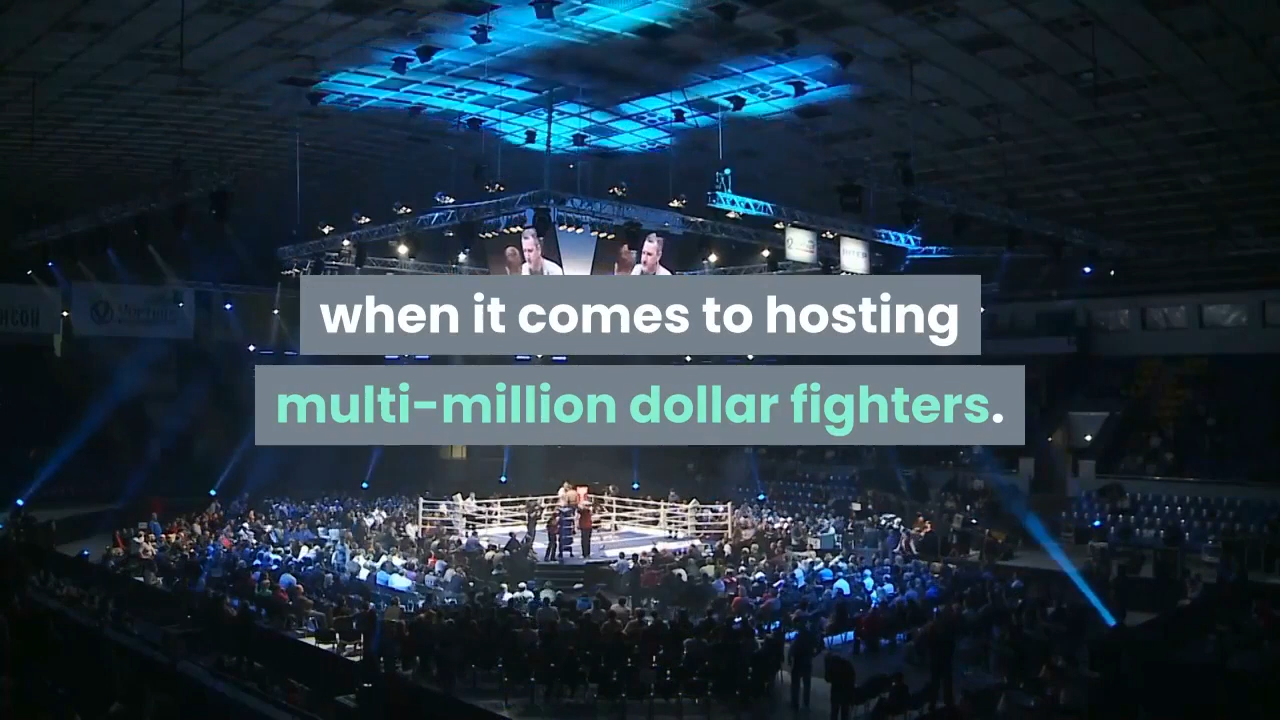 when it comes to hosting
multi-million dollar fighters.